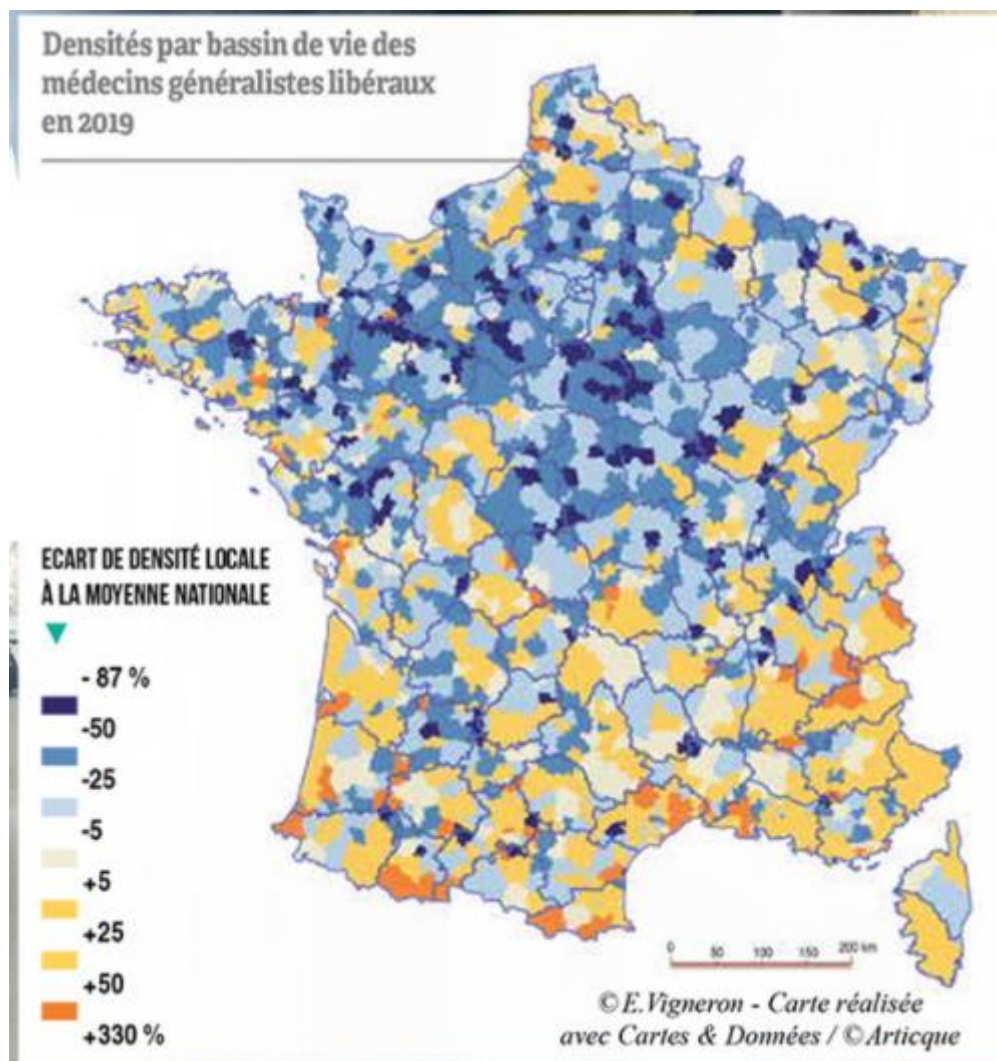 Densités par bassin de vie des
médecins généralistes libéraux
en 2019
ECART DE DENSITÉ LOCALE
À LA MOYENNE NATIONALE
- 87 %
-50
-25
-5
+5
+25
+50
+330 %
0 50 100 150 200 km
© E.Vigneron - Carte réalisée
avec Cartes & Données / © Articque